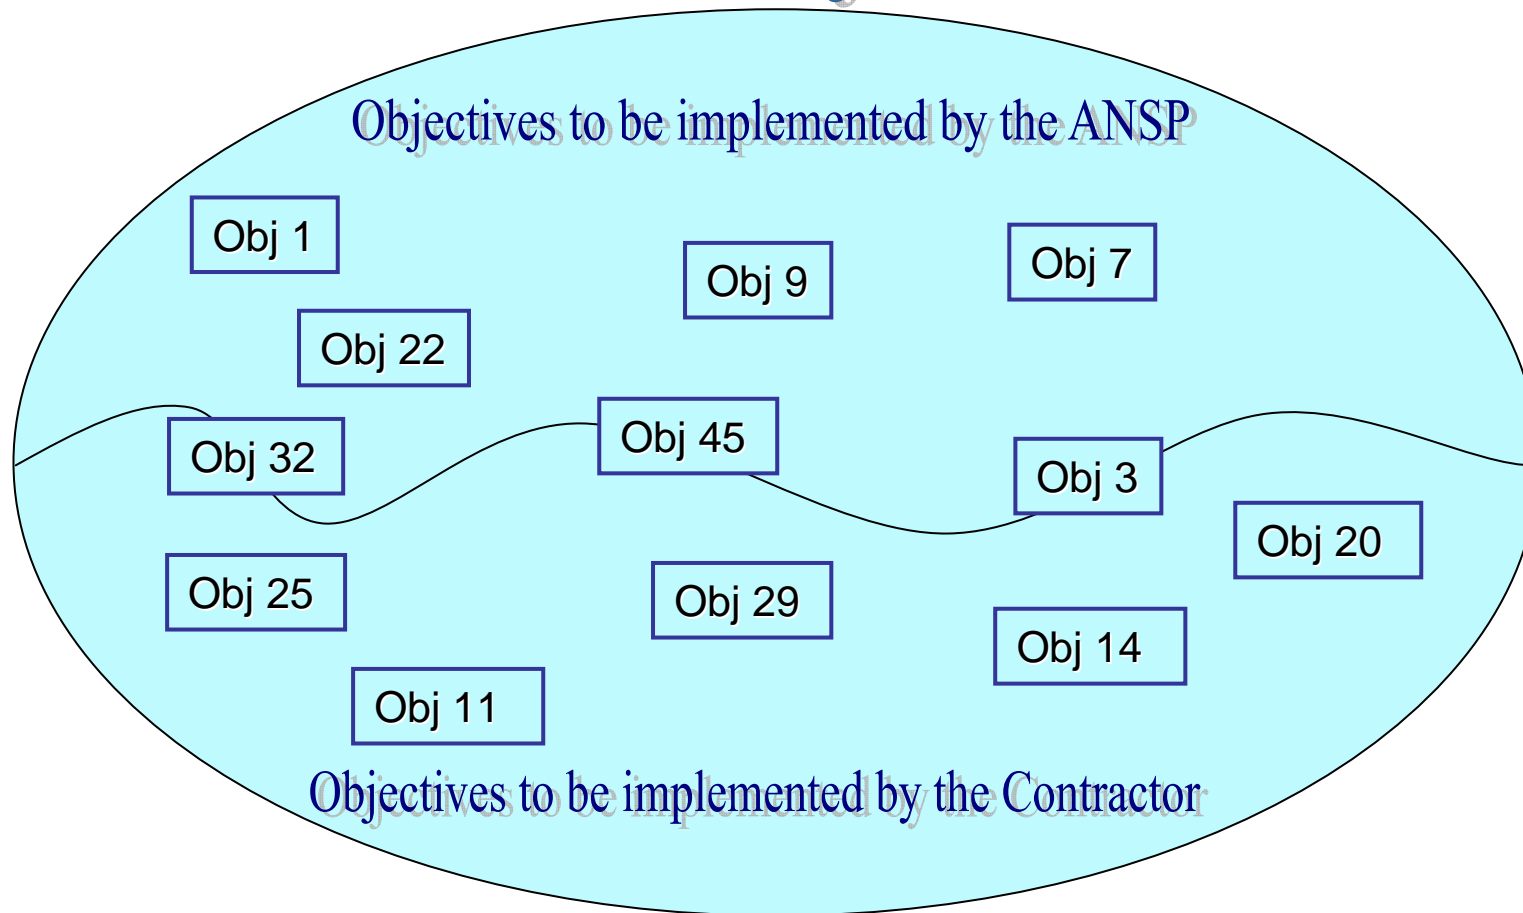 Objectives to be implemented by the ANSP
Obj 1
Obj 9
Obj 7
Obj 22
Obj 32
Obj 45
Obj 3
Obj 20
Obj 25
Obj 29
Obj 14
Obj 11
Objectives to be implemented by the Contractor